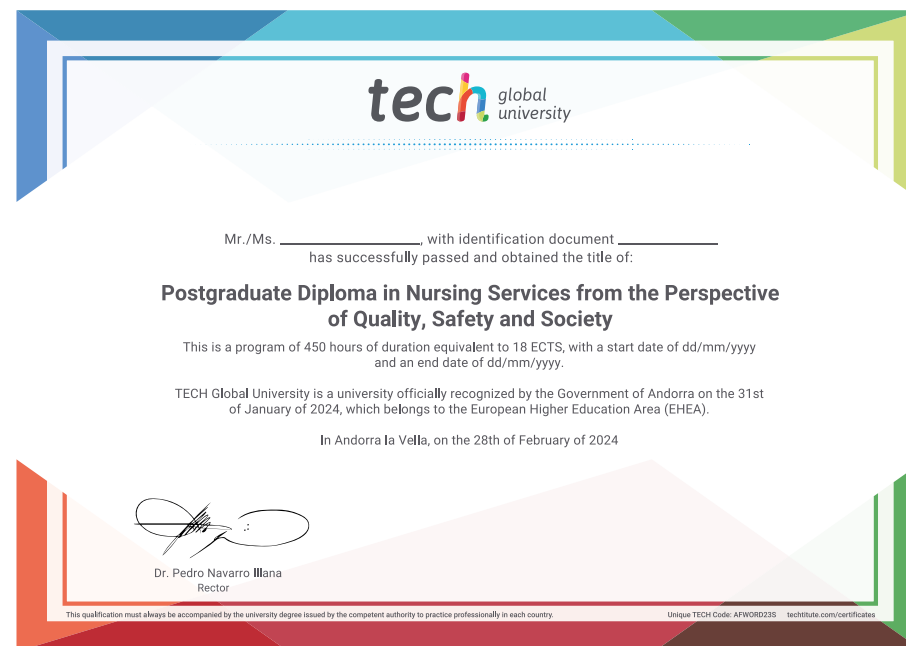 tech global university
Mr./Ms. ____________________, with identification document ______________
has successfully passed and obtained the title of:
Postgraduate Diploma in Nursing Services from the Perspective
of Quality, Safety and Society
This is a program of 450 hours of duration equivalent to 18 ECTS, with a start date of dd/mm/yyyy
and an end date of dd/mm/yyyy.
TECH Global University is a university officially recognized by the Government of Andorra on the 31st
of January of 2024, which belongs to the European Higher Education Area (EHEA).
In Andorra la Vella, on the 28th of February of 2024
Dr. Pedro Navarro Illana
Rector
This qualification must always be accompanied by the university degree issued by the competent authority to practice professionally in each country. Unique TECH Code: AFWORD23S techtitute.com/certificates